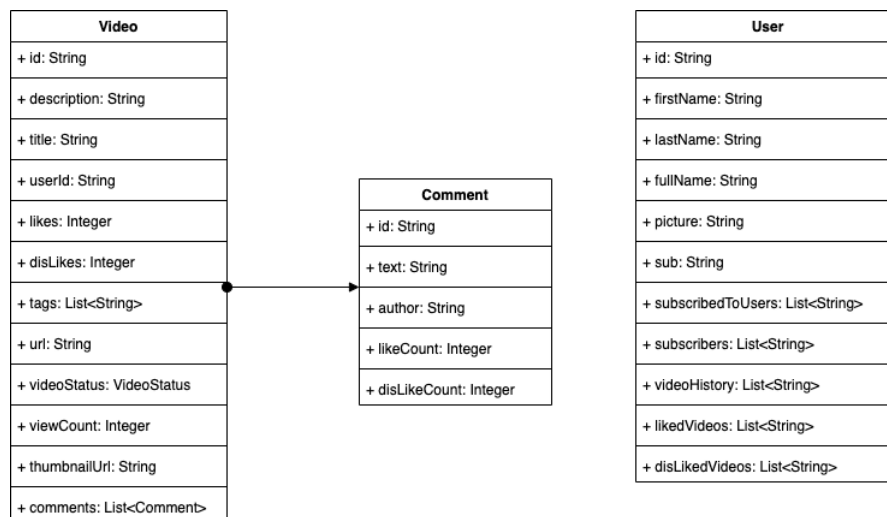 Video
+ id: String
+ description: String
+ title: String
+ userId: String
+ likes: Integer
+ disLikes: Integer
+ tags: List<String>
+ url: String
+ videoStatus: VideoStatus
+ viewCount: Integer
+ thumbnailUrl: String
+ comments: List<Comment>
Comment
+ id: String
+ text: String
+ author: String
+ likeCount: Integer
+ disLikeCount: Integer
User
+ id: String
+ firstName: String
+ lastName: String
+ fullName: String
+ picture: String
+ sub: String
+ subscribedToUsers: List<String>
+ subscribers: List<String>
+ videoHistory: List<String>
+ likedVideos: List<String>
+ disLikedVideos: List<String>